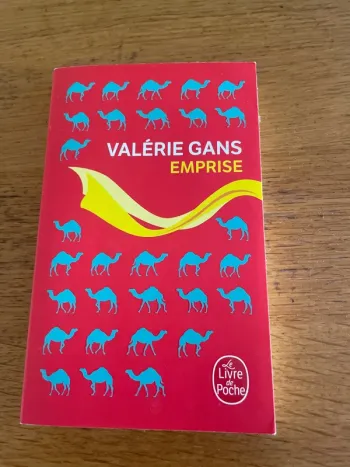 VALÉRIE GANS
EMPRISE
Le
Livre
de
Poche